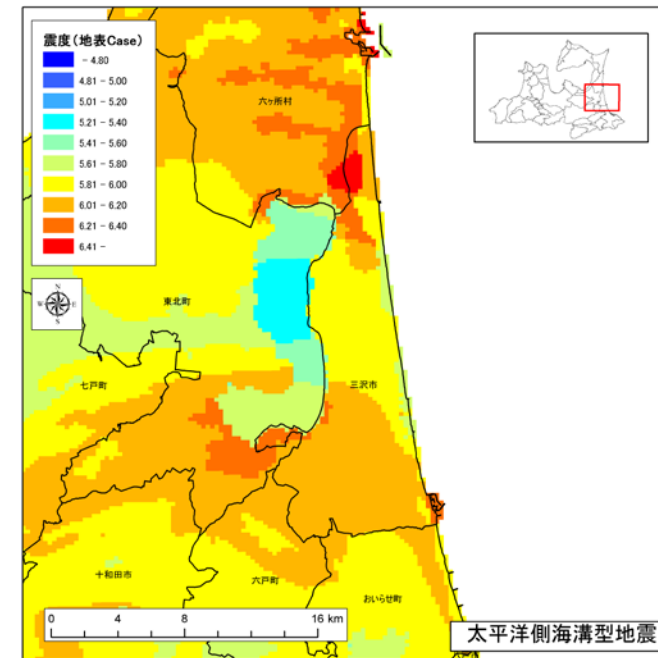 震度(地表Case)
- 4.80
4.81 - 5.00
5.01 - 5.20
5.21 - 5.40
5.41 - 5.60
5.61 - 5.80
5.81 - 6.00
6.01 - 6.20
6.21 - 6.40
6.41 -
六ヶ所村
N
W E
S
東北町
七戸町
三沢市
十和田市
六戸町
おいらせ町
0 4 8 16 km
太平洋側海溝型地震